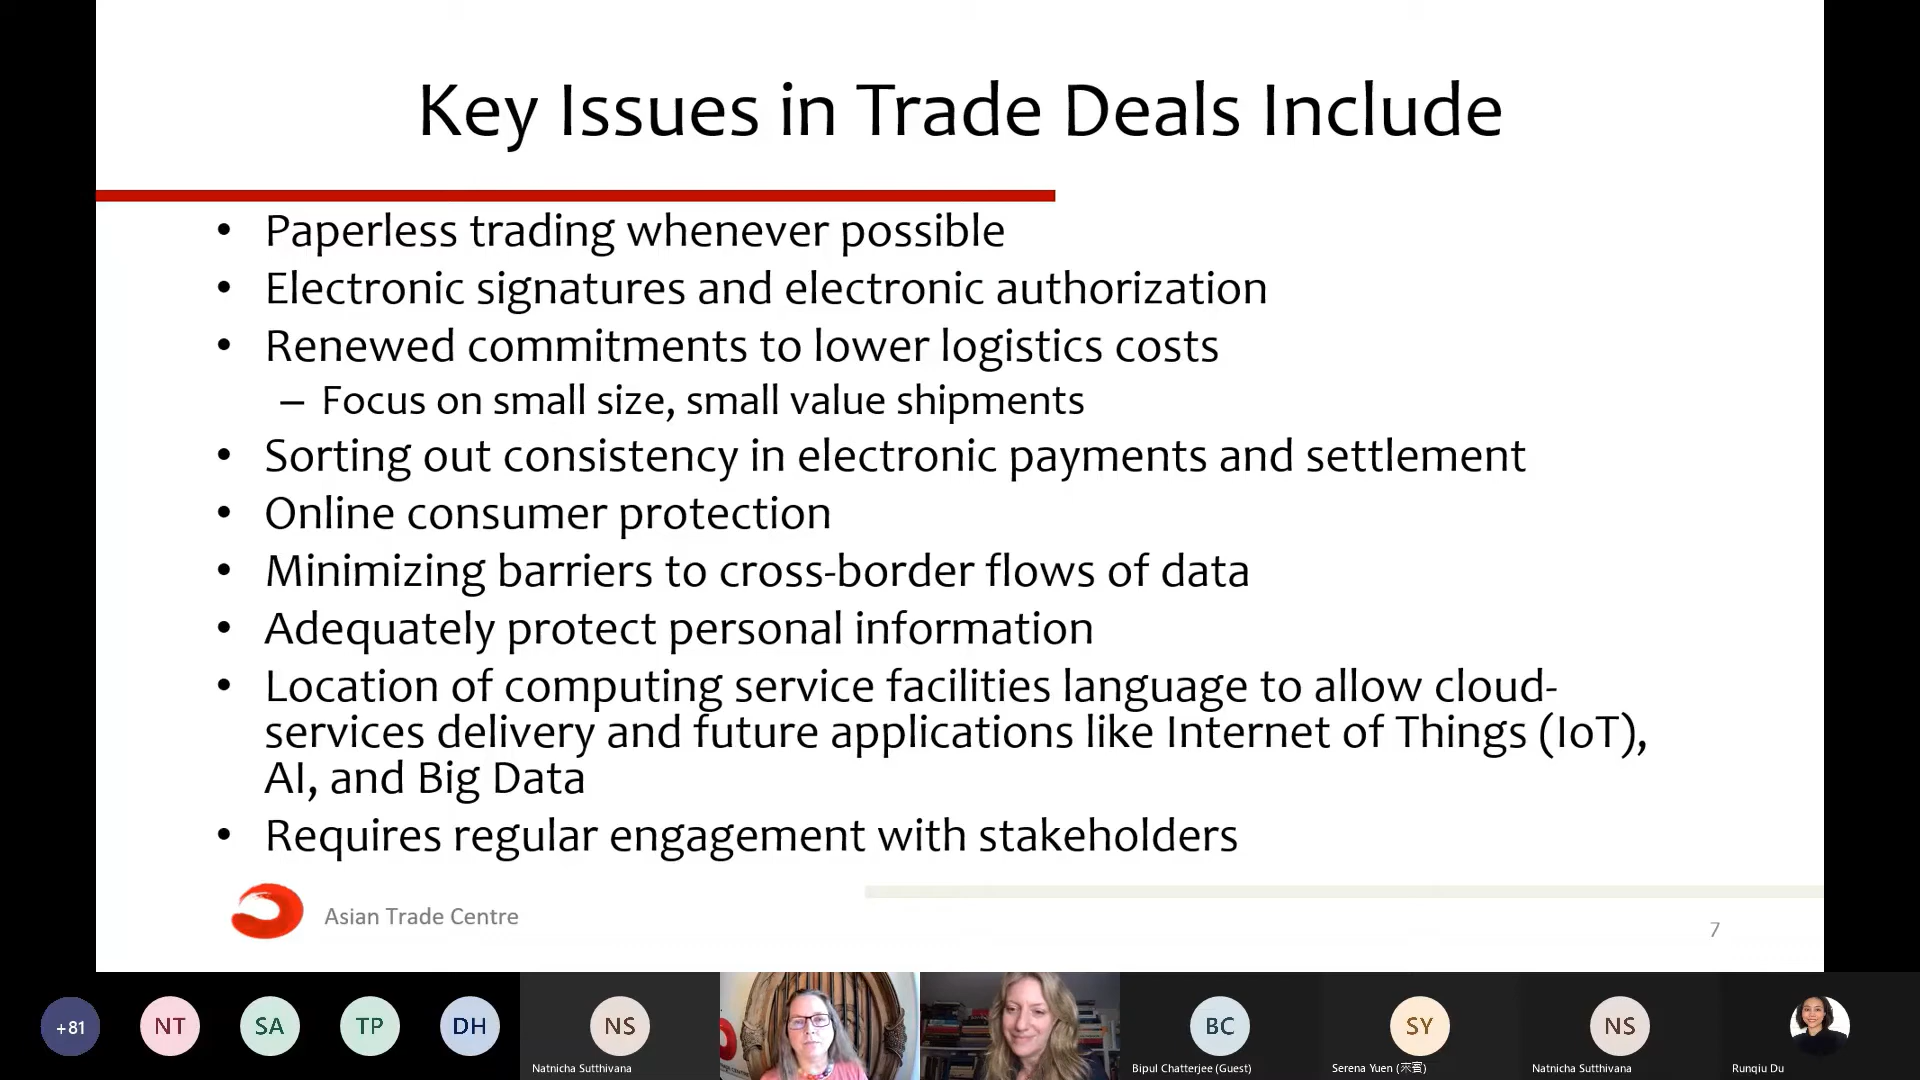 Key Issues in Trade Deals Include
• Paperless trading whenever possible
• Electronic signatures and electronic authorization
• Renewed commitments to lower logistics costs
– Focus on small size, small value shipments
• Sorting out consistency in electronic payments and settlement
• Online consumer protection
• Minimizing barriers to cross-border flows of data
• Adequately protect personal information
• Location of computing service facilities language to allow cloud-
services delivery and future applications like Internet of Things (IoT),
AI, and Big Data
• Requires regular engagement with stakeholders
Asian Trade Centre
7
+81
NT
SA
TP
DH
NS
Natnicha Sutthivana
BC
Bipul Chatterjee (Guest)
SY
Serena Yuen
NS
Natnicha Sutthivana
Runqiu Du